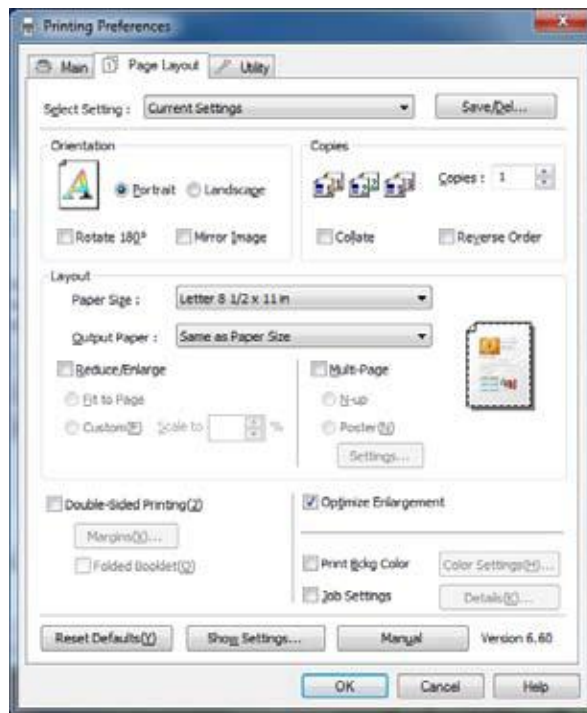 Printing Preferences
Main Page Layout Utility
Select Setting : Current Settings Save/Del...
Orientation Copies
Portrait Landscape Copies : 1
Rotate 180° Mirror Image Collate Reverse Order
Layout
Paper Size : Letter 8 1/2 x 11 in
Output Paper : Same as Paper Size
Reduce/Enlarge Multi-Page
Fit to Page N-up
Custom(F) Scale to % Poster(N)
Settings...
Double-Sided Printing(2) Optimize Enlargement
Margins(X)...
Folded Booklet(Q) Print Bckg Color Color Settings(H)...
Job Settings Details(K)...
Reset Defaults(Y) Show Settings... Manual Version 6.60
OK Cancel Help